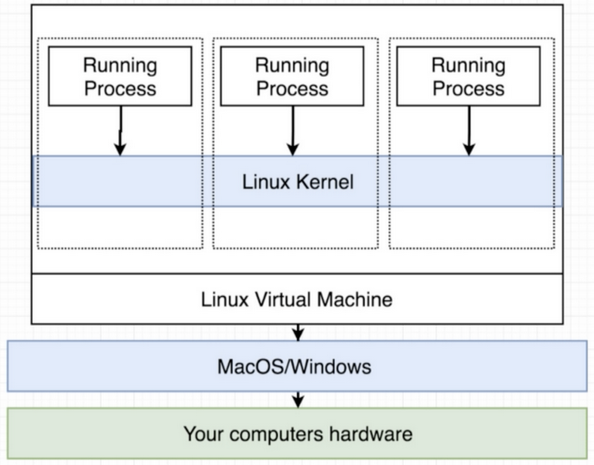 Running
Process
Running
Process
Running
Process
Linux Kernel
Linux Virtual Machine
MacOS/Windows
Your computers hardware